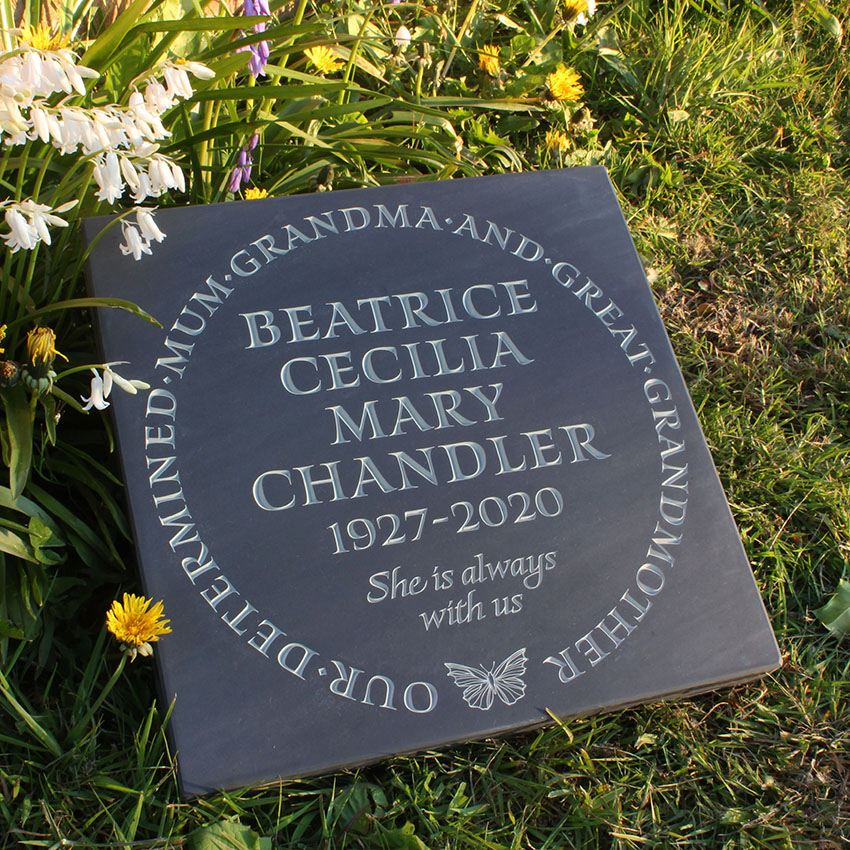 OUR · DETERMINED · MUM · GRANDMA · AND · GREAT · GRANDMOTHER
BEATRICE
CECILIA
MARY
CHANDLER
1927-2020
She is always
with us